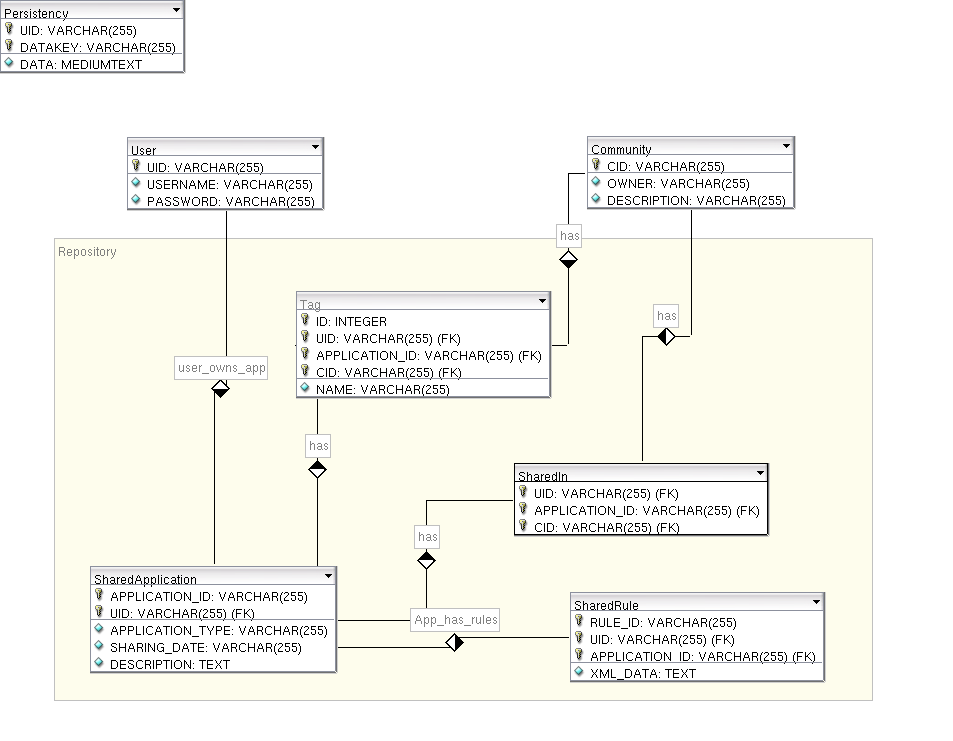 Persistency
UID: VARCHAR(255)
DATAKEY: VARCHAR(255)
DATA: MEDIUMTEXT
User
UID: VARCHAR(255)
USERNAME: VARCHAR(255)
PASSWORD: VARCHAR(255)
Community
CID: VARCHAR(255)
OWNER: VARCHAR(255)
DESCRIPTION: VARCHAR(255)
has
Repository
Tag
ID: INTEGER
UID: VARCHAR(255) (FK)
APPLICATION_ID: VARCHAR(255) (FK)
CID: VARCHAR(255) (FK)
NAME: VARCHAR(255)
has
user_owns_app
has
SharedIn
UID: VARCHAR(255) (FK)
APPLICATION_ID: VARCHAR(255) (FK)
CID: VARCHAR(255) (FK)
has
SharedApplication
APPLICATION_ID: VARCHAR(255)
UID: VARCHAR(255) (FK)
APPLICATION_TYPE: VARCHAR(255)
SHARING_DATE: VARCHAR(255)
DESCRIPTION: TEXT
App_has_rules
SharedRule
RULE_ID: VARCHAR(255)
UID: VARCHAR(255) (FK)
APPLICATION_ID: VARCHAR(255) (FK)
XML_DATA: TEXT